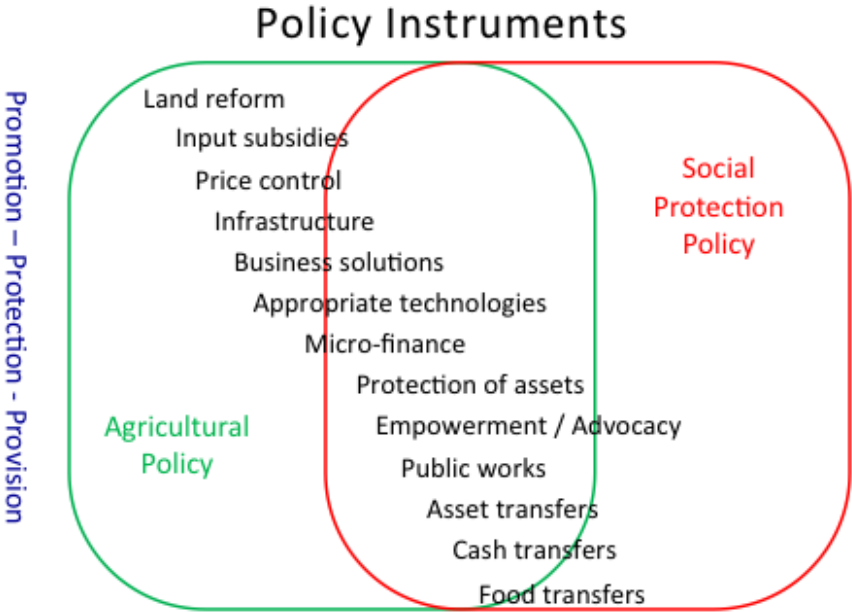 Policy Instruments
Promotion – Protection - Provision
Land reform
Input subsidies
Price control
Infrastructure
Business solutions
Appropriate technologies
Micro-finance
Protection of assets
Empowerment / Advocacy
Public works
Asset transfers
Cash transfers
Food transfers
Agricultural
Policy
Social
Protection
Policy